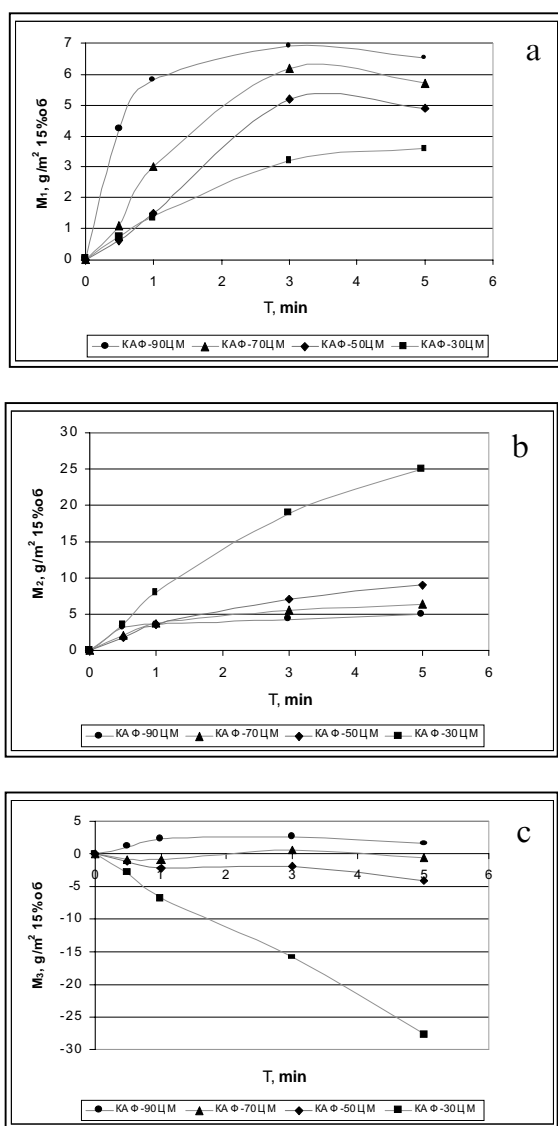 a
7
6
5
4
3
2
1
0
M₁, g/m² 15%об
0 1 2 3 4 5 6
T, min
КАФ-90ЦМ КАФ-70ЦМ КАФ-50ЦМ КАФ-30ЦМ
b
30
25
20
15
10
5
0
M₂, g/m² 15%об
0 1 2 3 4 5 6
T, min
КАФ-90ЦМ КАФ-70ЦМ КАФ-50ЦМ КАФ-30ЦМ
c
5
0
-5
-10
-15
-20
-25
-30
M₃, g/m² 15%об
0 1 2 3 4 5 6
T, min
КАФ-90ЦМ КАФ-70ЦМ КАФ-50ЦМ КАФ-30ЦМ